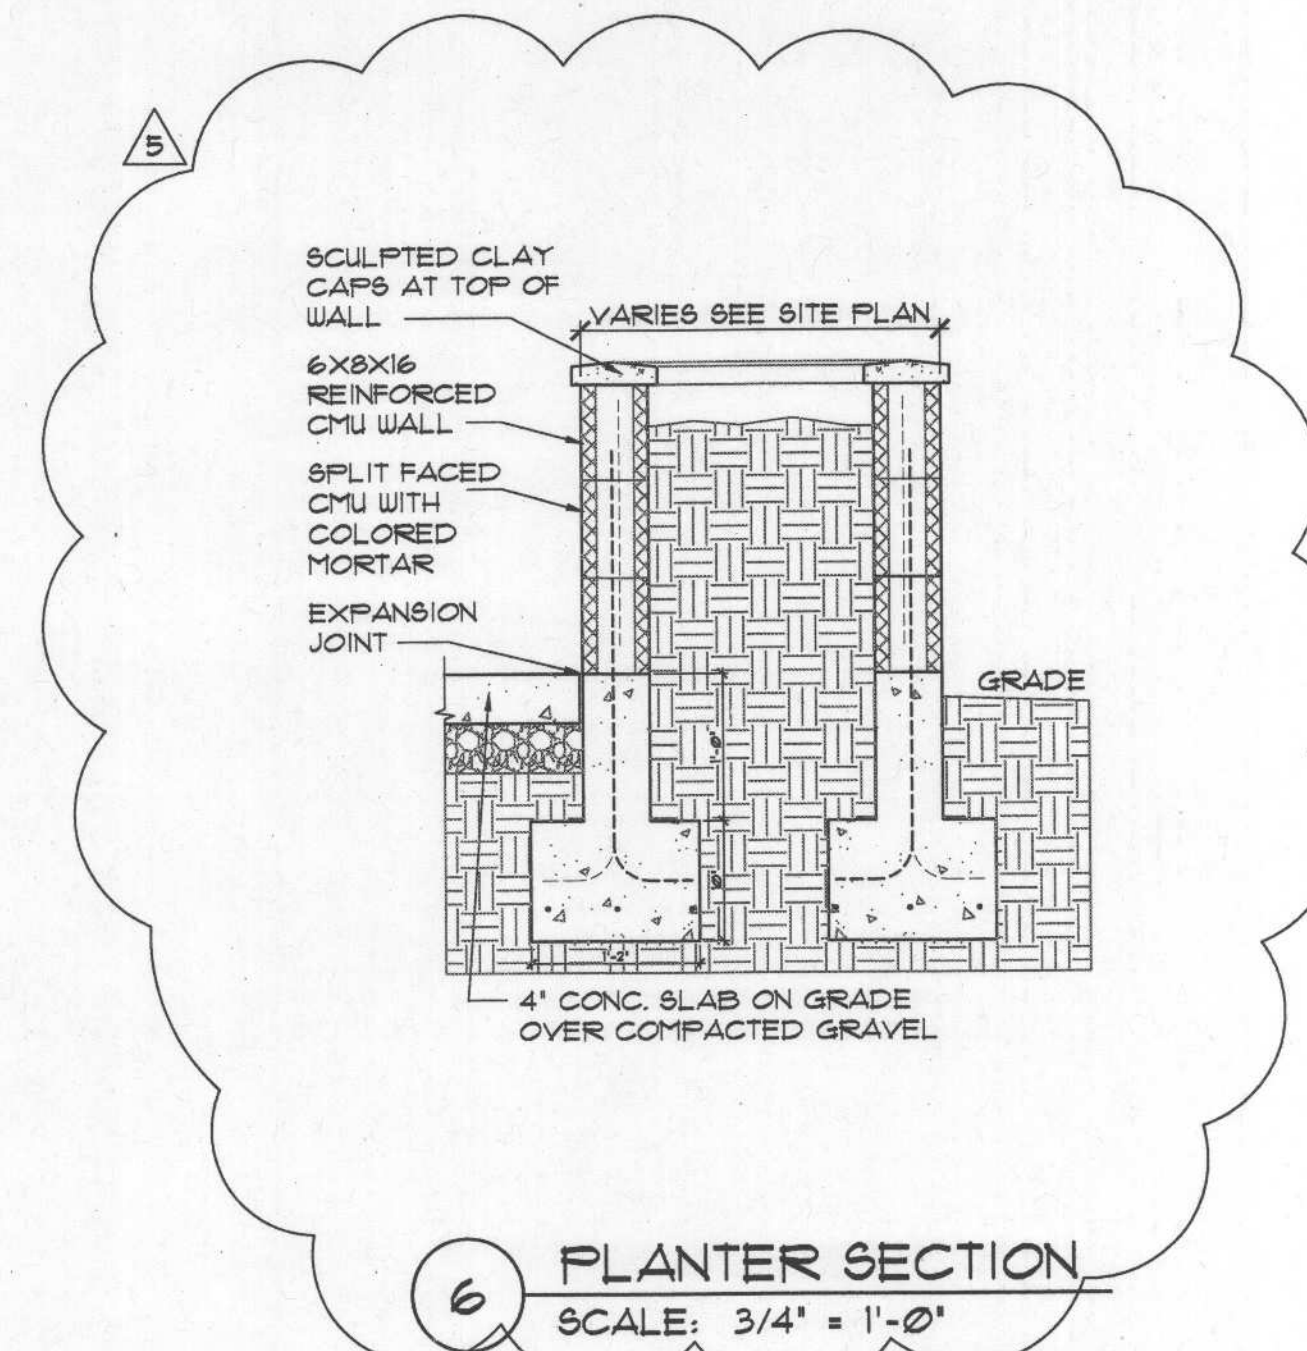 5
SCULPTED CLAY
CAPS AT TOP OF
WALL
VARIES SEE SITE PLAN
6X8X16
REINFORCED
CMU WALL
SPLIT FACED
CMU WITH
COLORED
MORTAR
EXPANSION
JOINT
GRADE
1'-0"
1'-2"
4" CONC. SLAB ON GRADE
OVER COMPACTED GRAVEL
6
PLANTER SECTION
SCALE: 3/4" = 1'-0"